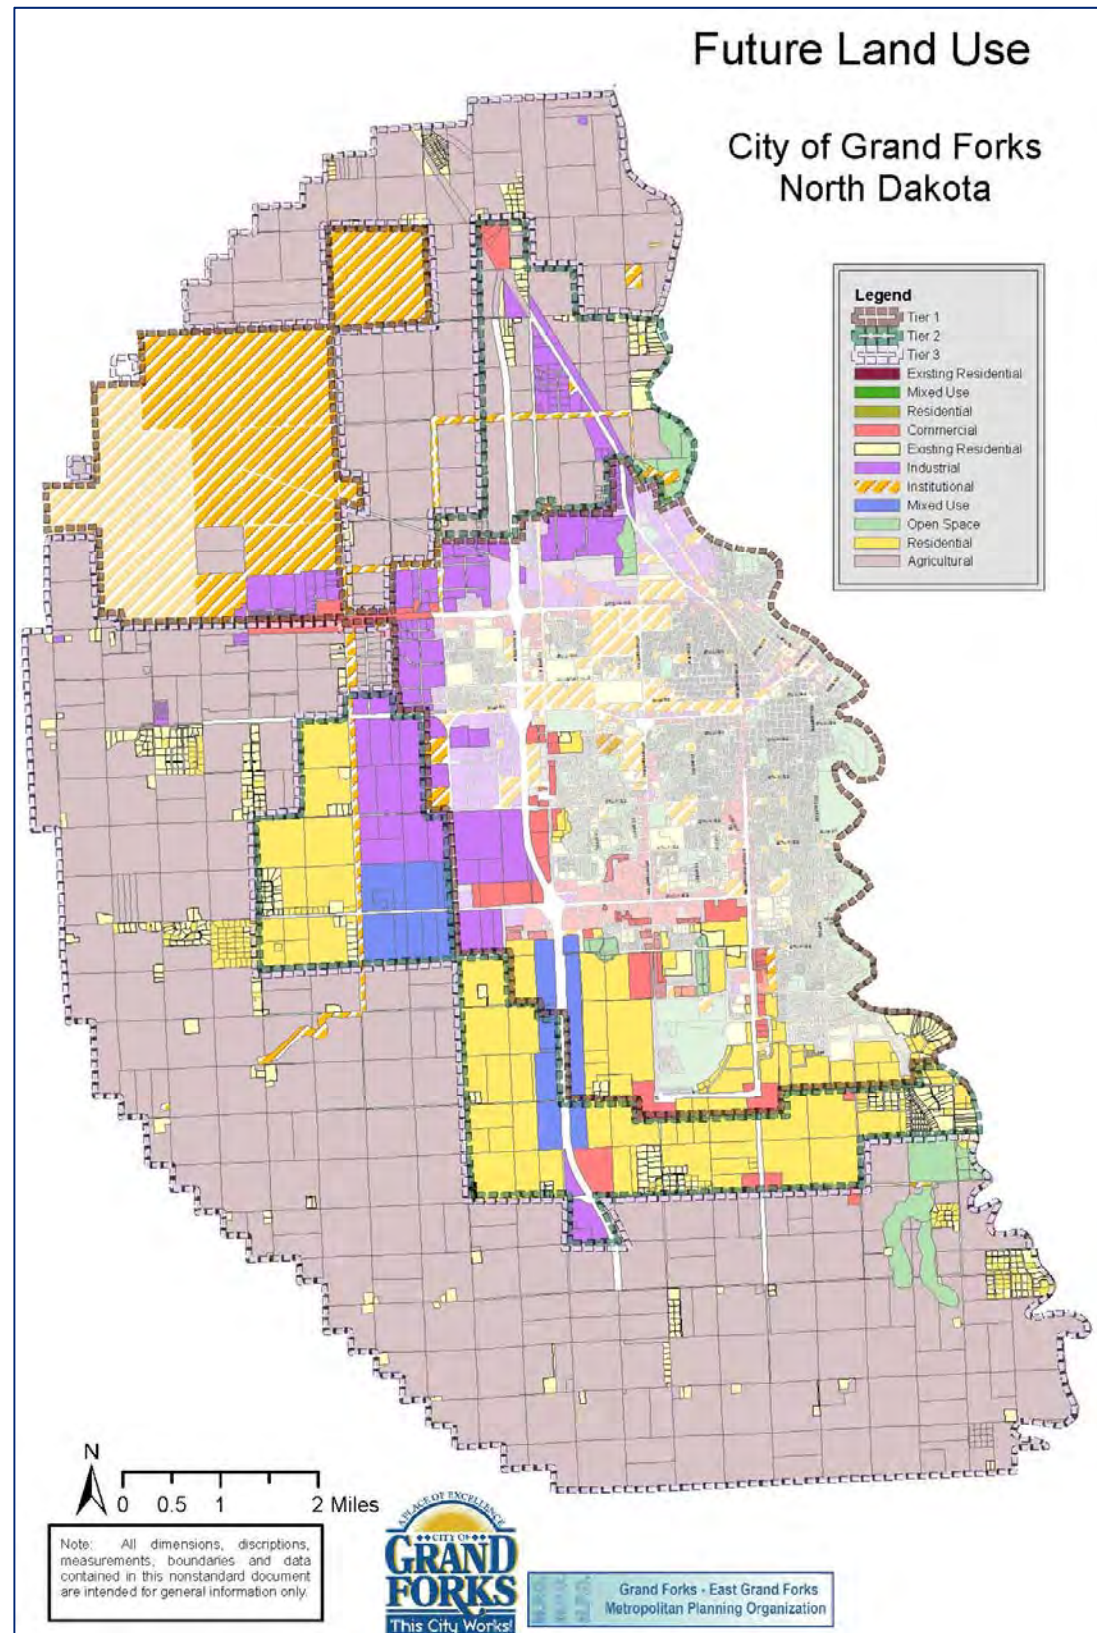 Future Land Use
City of Grand Forks
North Dakota
Legend
Tier 1
Tier 2
Tier 3
Existing Residential
Mixed Use
Residential
Commercial
Existing Residential
Industrial
Institutional
Mixed Use
Open Space
Residential
Agricultural
N
0 0.5 1 2 Miles
Note: All dimensions, discriptions,
measurements, boundaries and data
contained in this nonstandard document
are intended for general information only.
A PLACE OF EXCELLENCE
CITY OF
GRAND
FORKS
"This City Works!"
Grand Forks - East Grand Forks
Metropolitan Planning Organization